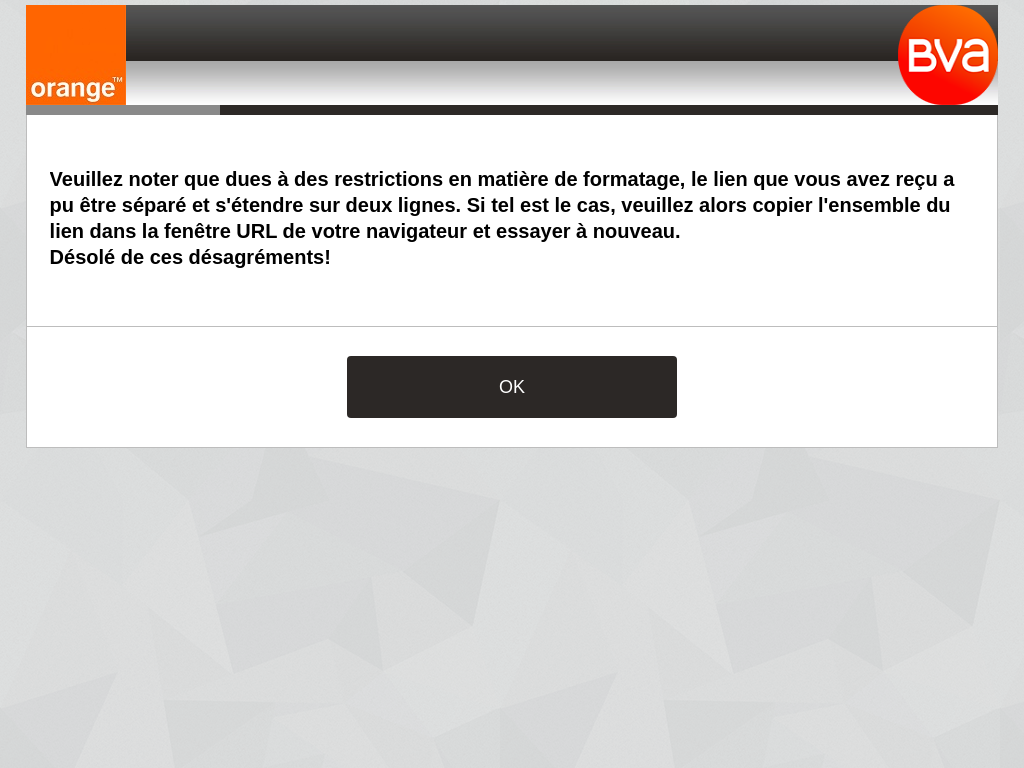 orange™
BVa
Veuillez noter que dues à des restrictions en matière de formatage, le lien que vous avez reçu a
pu être séparé et s'étendre sur deux lignes. Si tel est le cas, veuillez alors copier l'ensemble du
lien dans la fenêtre URL de votre navigateur et essayer à nouveau.
Désolé de ces désagréments!
OK